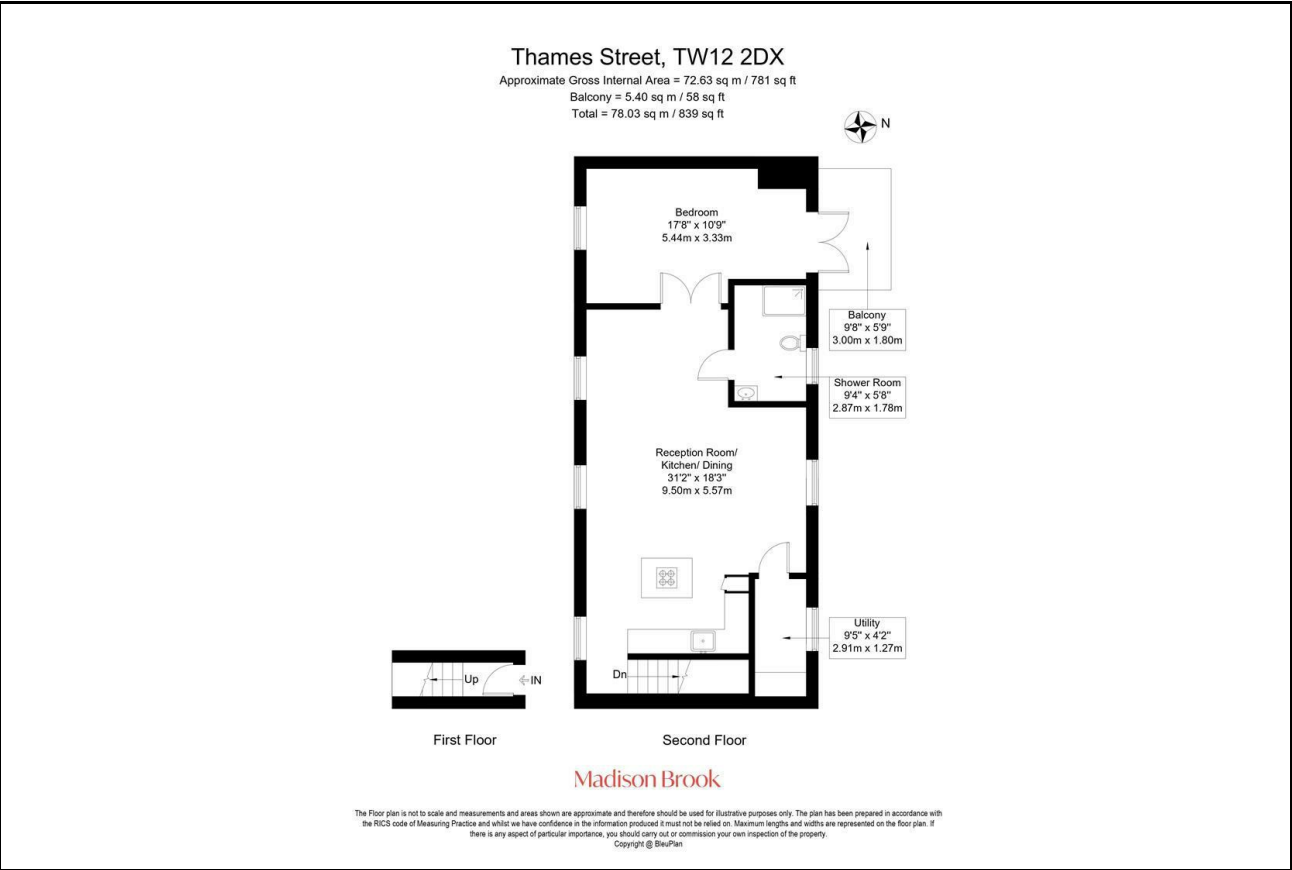 Thames Street, TW12 2DX
Approximate Gross Internal Area = 72.63 sq m / 781 sq ft
Balcony = 5.40 sq m / 58 sq ft
Total = 78.03 sq m / 839 sq ft
N
Bedroom
17'8" x 10'9"
5.44m x 3.33m
Balcony
9'8" x 5'9"
3.00m x 1.80m
Shower Room
9'4" x 5'8"
2.87m x 1.78m
Reception Room/
Kitchen/ Dining
31'2" x 18'3"
9.50m x 5.57m
Utility
9'5" x 4'2"
2.91m x 1.27m
Up
IN
Dn
First Floor
Second Floor
Madison Brook
The Floor plan is not to scale and measurements and areas shown are approximate and therefore should be used for illustrative purposes only. The plan has been prepared in accordance with
the RICS code of Measuring Practice and whilst we have confidence in the information produced it must not be relied on. Maximum lengths and widths are represented on the floor plan. If
there is any aspect of particular importance, you should carry out or commission your own inspection of the property.
Copyright @ BleuPlan